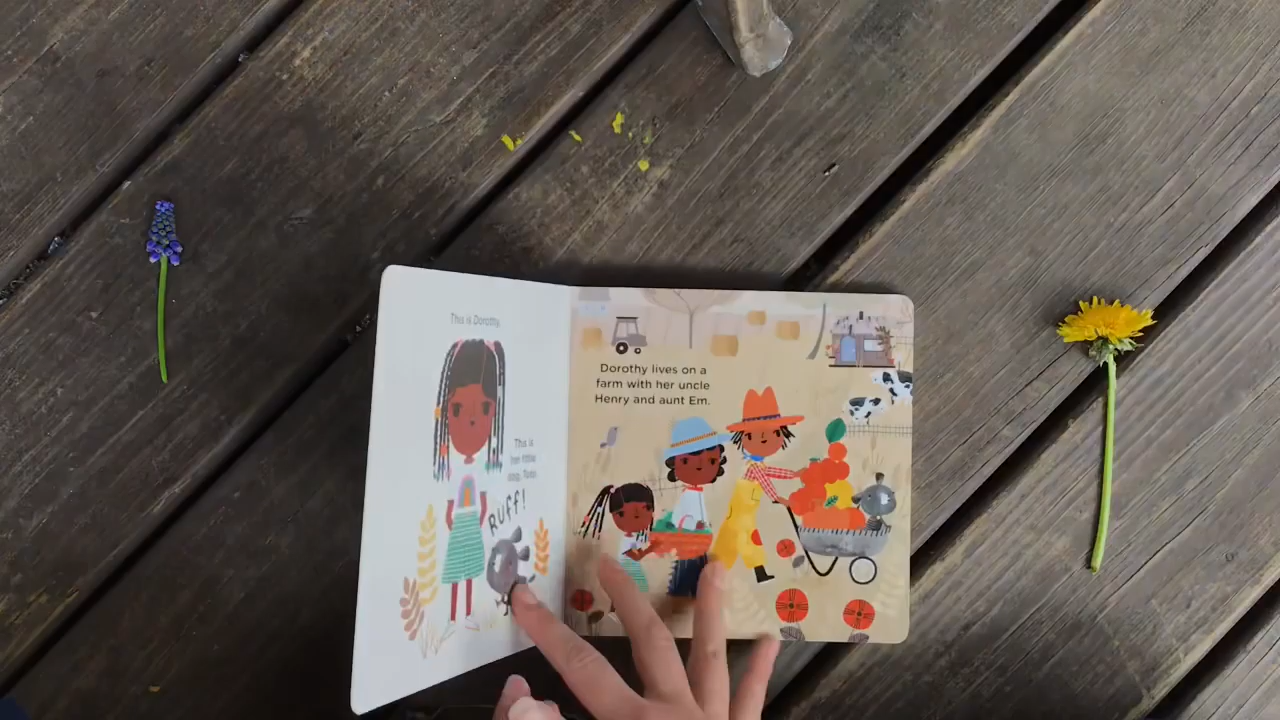 This is Dorothy.
This is
her little
dog, Toto.
RUFF!
Dorothy lives on a
farm with her uncle
Henry and aunt Em.